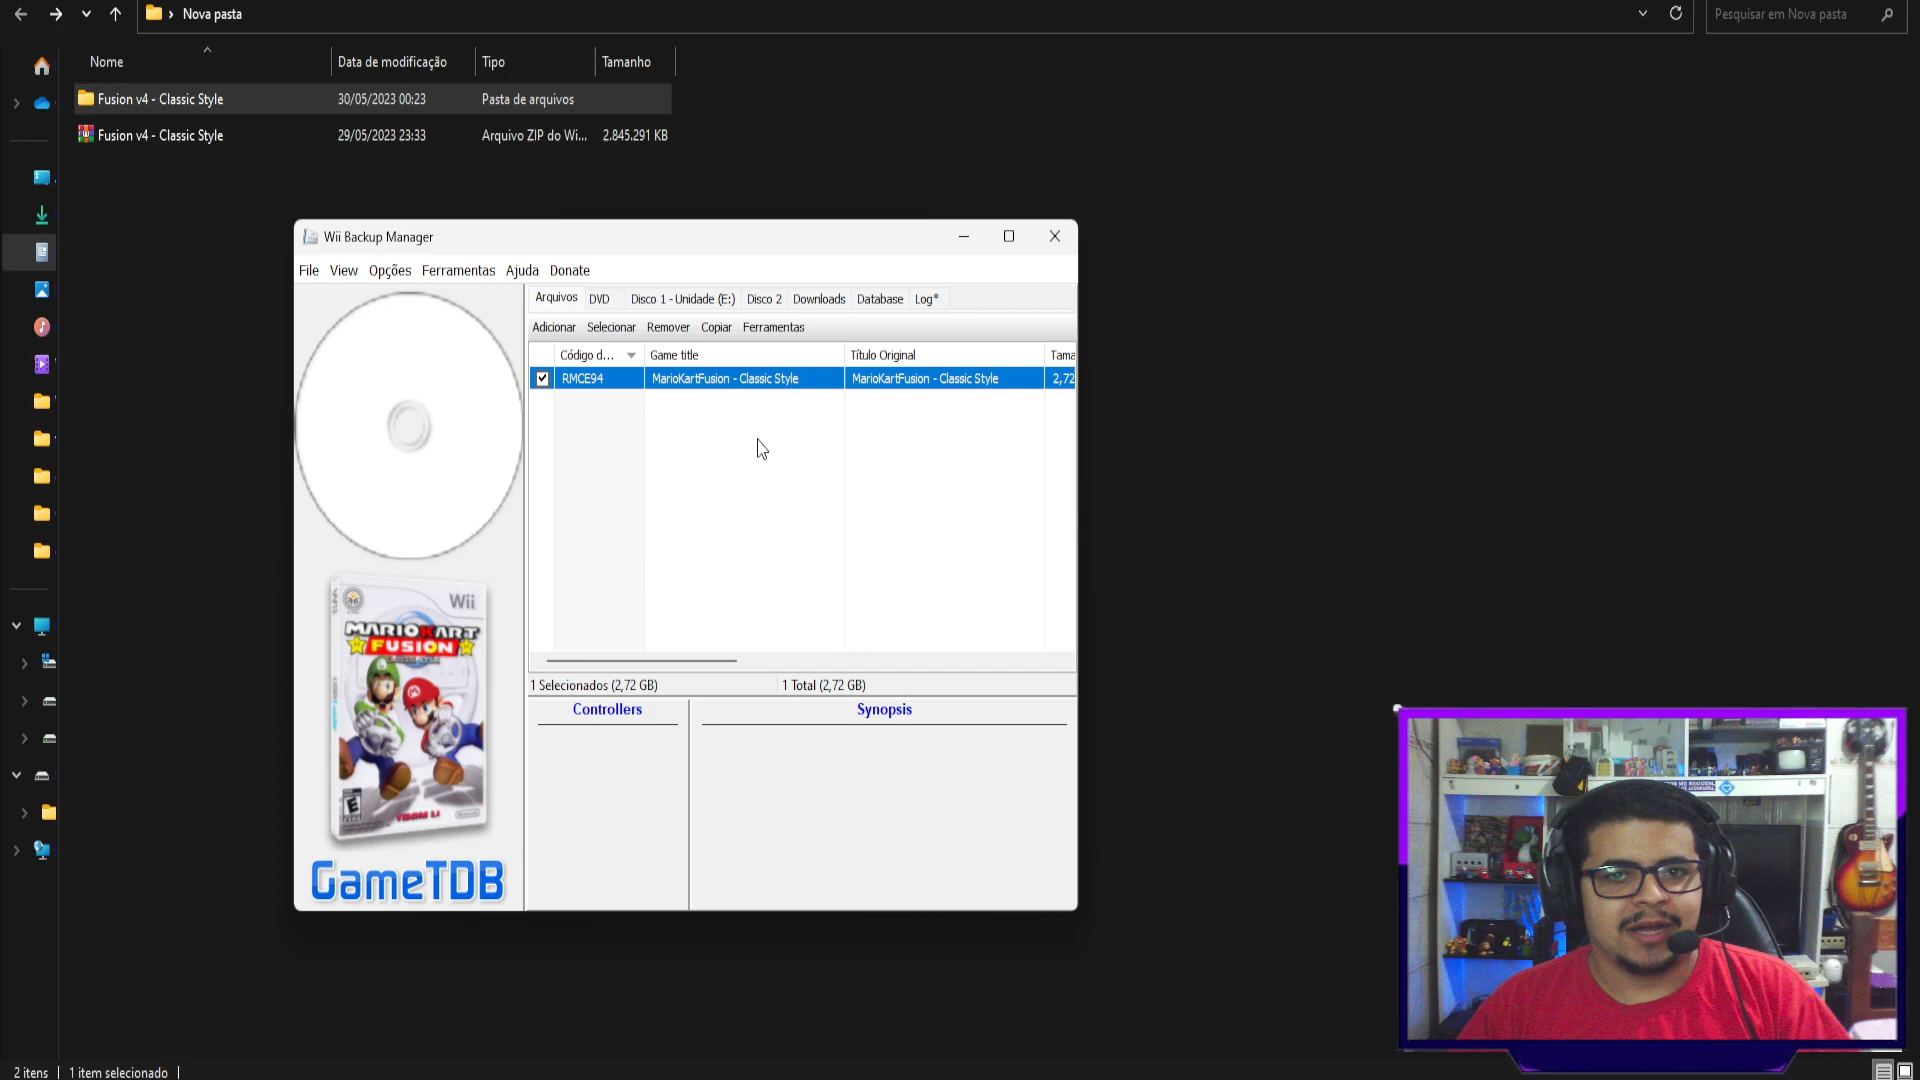 Nova pasta
Pesquisar em Nova pasta
Nome
Data de modificação
Tipo
Tamanho
Fusion v4 - Classic Style
30/05/2023 00:23
Pasta de arquivos
Fusion v4 - Classic Style
29/05/2023 23:33
Arquivo ZIP do Wi...
2.845.291 KB
Wii Backup Manager
File View Opções Ferramentas Ajuda Donate
Arquivos DVD Disco 1 - Unidade (E:) Disco 2 Downloads Database Log*
Adicionar Selecionar Remover Copiar Ferramentas
Código d... Game title Título Original Tama
RMCE94 MarioKartFusion - Classic Style MarioKartFusion - Classic Style 2,72
1 Selecionados (2,72 GB) 1 Total (2,72 GB)
Controllers
Synopsis
Wii
MARIOKART
FUSION
E
GameTDB
2 itens
1 item selecionado